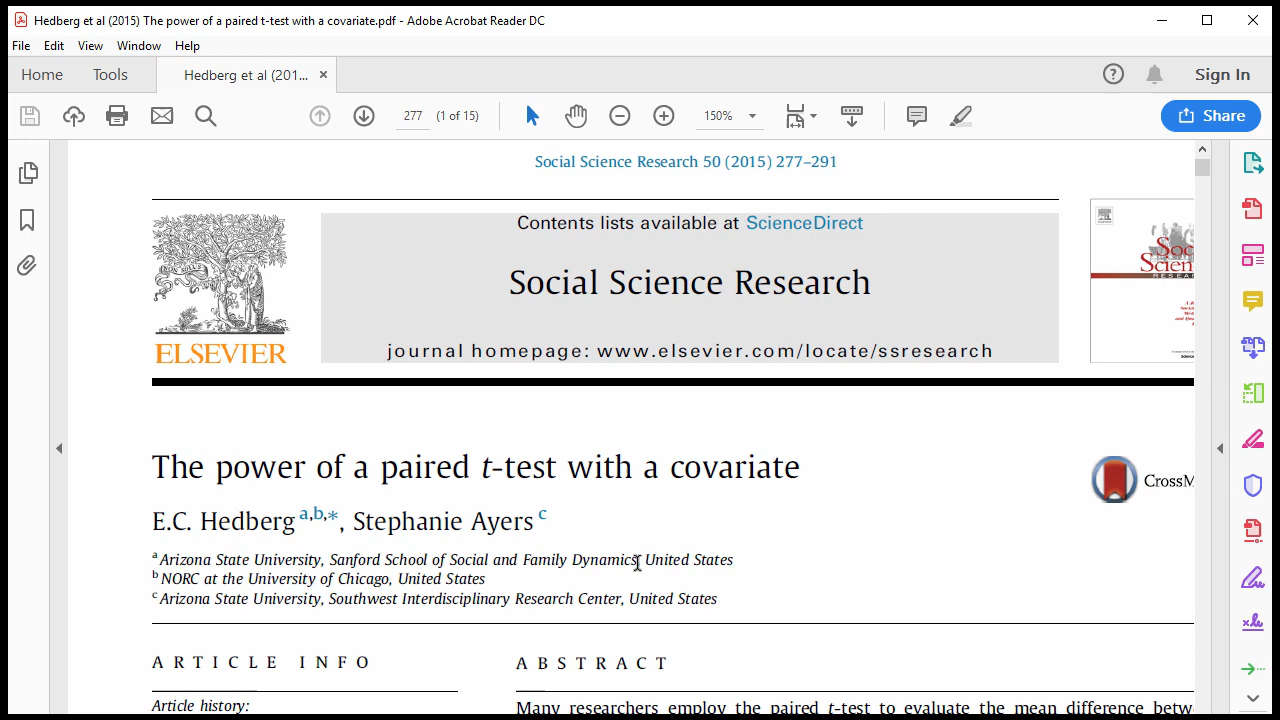 Hedberg et al (2015) The power of a paired t-test with a covariate.pdf - Adobe Acrobat Reader DC
File Edit View Window Help
Home Tools Hedberg et al (201... × Sign In
277 (1 of 15) 150% Share
Social Science Research 50 (2015) 277–291
Contents lists available at ScienceDirect
Social Science Research
journal homepage: www.elsevier.com/locate/ssresearch
ELSEVIER
The power of a paired t-test with a covariate
CrossM
E.C. Hedberg a,b,*, Stephanie Ayers c
a Arizona State University, Sanford School of Social and Family Dynamics, United States
b NORC at the University of Chicago, United States
c Arizona State University, Southwest Interdisciplinary Research Center, United States
ARTICLE INFO
ABSTRACT
Article history:
Many researchers employ the paired t-test to evaluate the mean difference betw